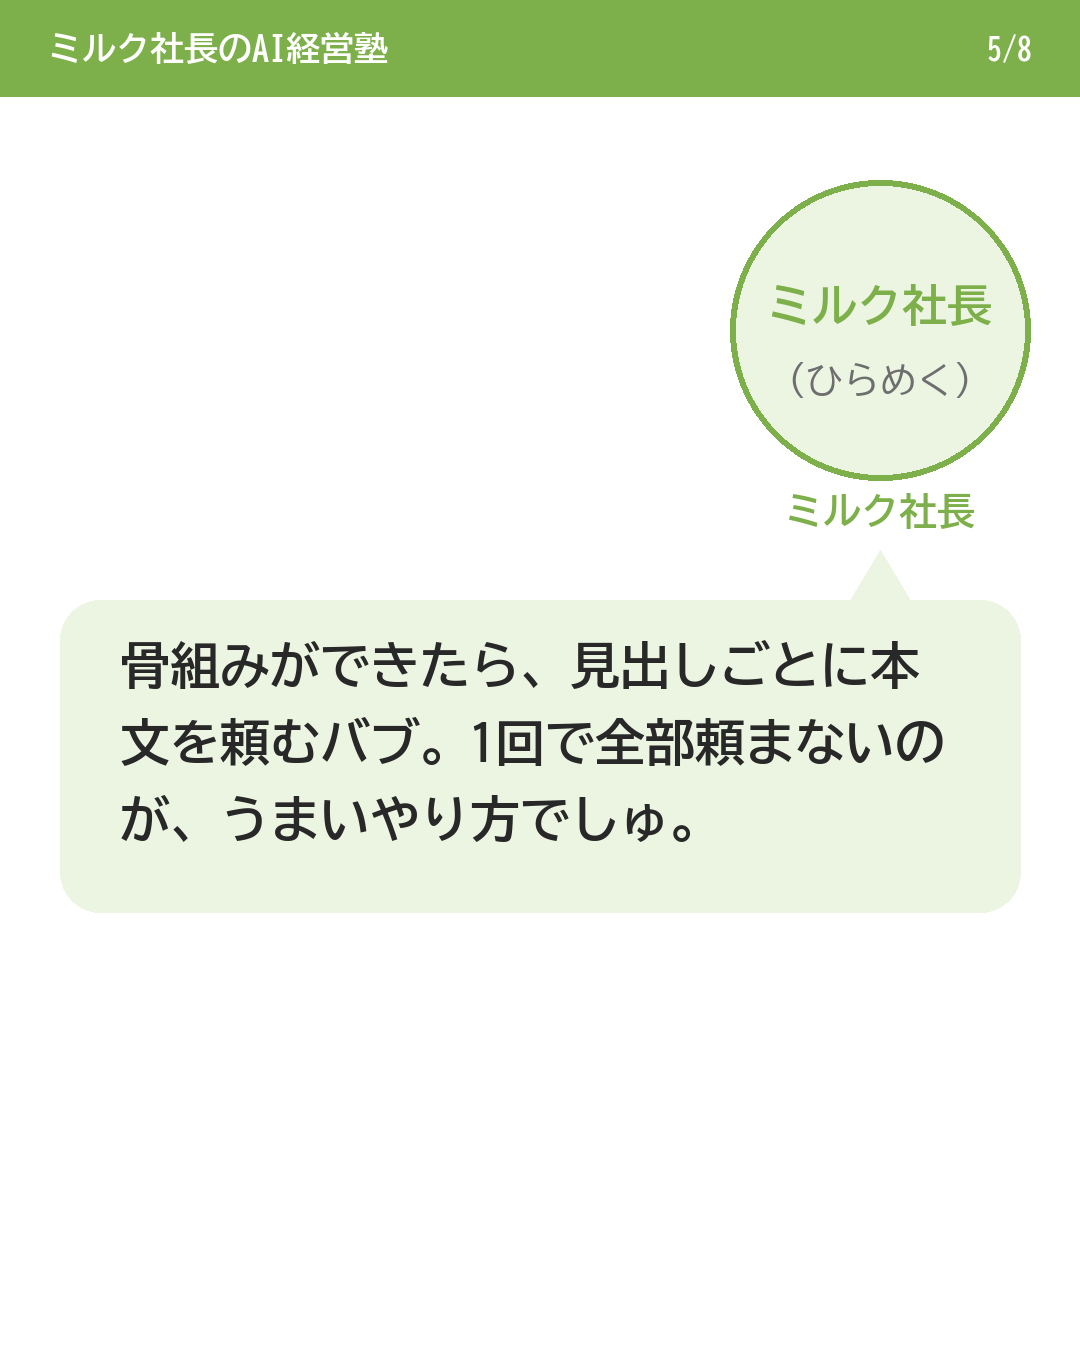 ミルク社長のAI経営塾
5/8
ミルク社長
（ひらめく）
ミルク社長
骨組みができたら、見出しごとに本
文を頼むバブ。1回で全部頼まないの
が、うまいやり方でしゅ。